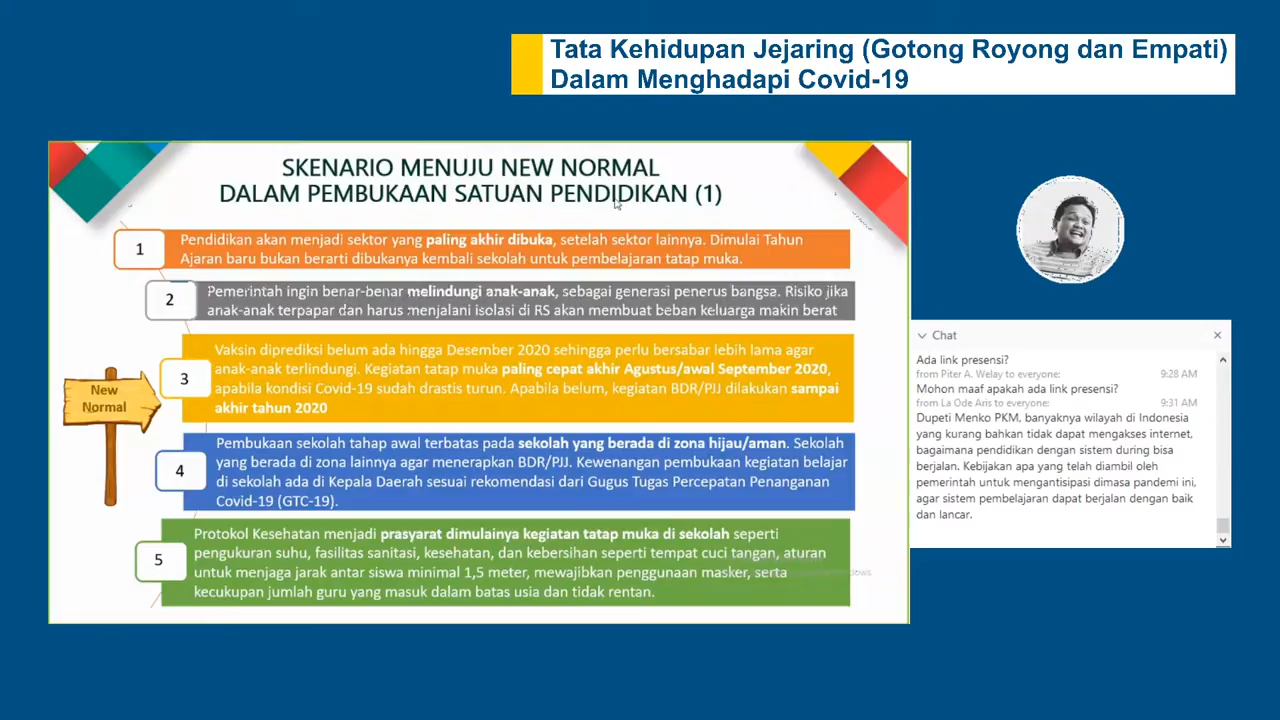 Tata Kehidupan Jejaring (Gotong Royong dan Empati)
Dalam Menghadapi Covid-19
SKENARIO MENUJU NEW NORMAL
DALAM PEMBUKAAN SATUAN PENDIDIKAN (1)
1
Pendidikan akan menjadi sektor yang paling akhir dibuka, setelah sektor lainnya. Dimulai Tahun
Ajaran baru bukan berarti dibukanya kembali sekolah untuk pembelajaran tatap muka.
2
Pemerintah ingin benar-benar melindungi anak-anak, sebagai generasi penerus bangsa. Risiko jika
anak-anak terpapar dan harus menjalani isolasi di RS akan membuat beban keluarga makin berat
New
Normal
3
Vaksin diprediksi belum ada hingga Desember 2020 sehingga perlu bersabar lebih lama agar
anak-anak terlindungi. Kegiatan tatap muka paling cepat akhir Agustus/awal September 2020,
apabila kondisi Covid-19 sudah drastis turun. Apabila belum, kegiatan BDR/PJJ dilakukan sampai
akhir tahun 2020
4
Pembukaan sekolah tahap awal terbatas pada sekolah yang berada di zona hijau/aman. Sekolah
yang berada di zona lainnya agar menerapkan BDR/PJJ. Kewenangan pembukaan kegiatan belajar
di sekolah ada di Kepala Daerah sesuai rekomendasi dari Gugus Tugas Percepatan Penanganan
Covid-19 (GTC-19).
5
Protokol Kesehatan menjadi prasyarat dimulainya kegiatan tatap muka di sekolah seperti
pengukuran suhu, fasilitas sanitasi, kesehatan, dan kebersihan seperti tempat cuci tangan, aturan
untuk menjaga jarak antar siswa minimal 1,5 meter, mewajibkan penggunaan masker, serta
kecukupan jumlah guru yang masuk dalam batas usia dan tidak rentan.
Chat
Ada link presensi?
from Piter A. Welay to everyone: 9:28 AM
Mohon maaf apakah ada link presensi?
from La Ode Aris to everyone: 9:31 AM
Dupeti Menko PKM, banyaknya wilayah di Indonesia
yang kurang bahkan tidak dapat mengakses internet,
bagaimana pendidikan dengan sistem during bisa
berjalan. Kebijakan apa yang telah diambil oleh
pemerintah untuk mengantisipasi dimasa pandemi ini,
agar sistem pembelajaran dapat berjalan dengan baik
dan lancar.